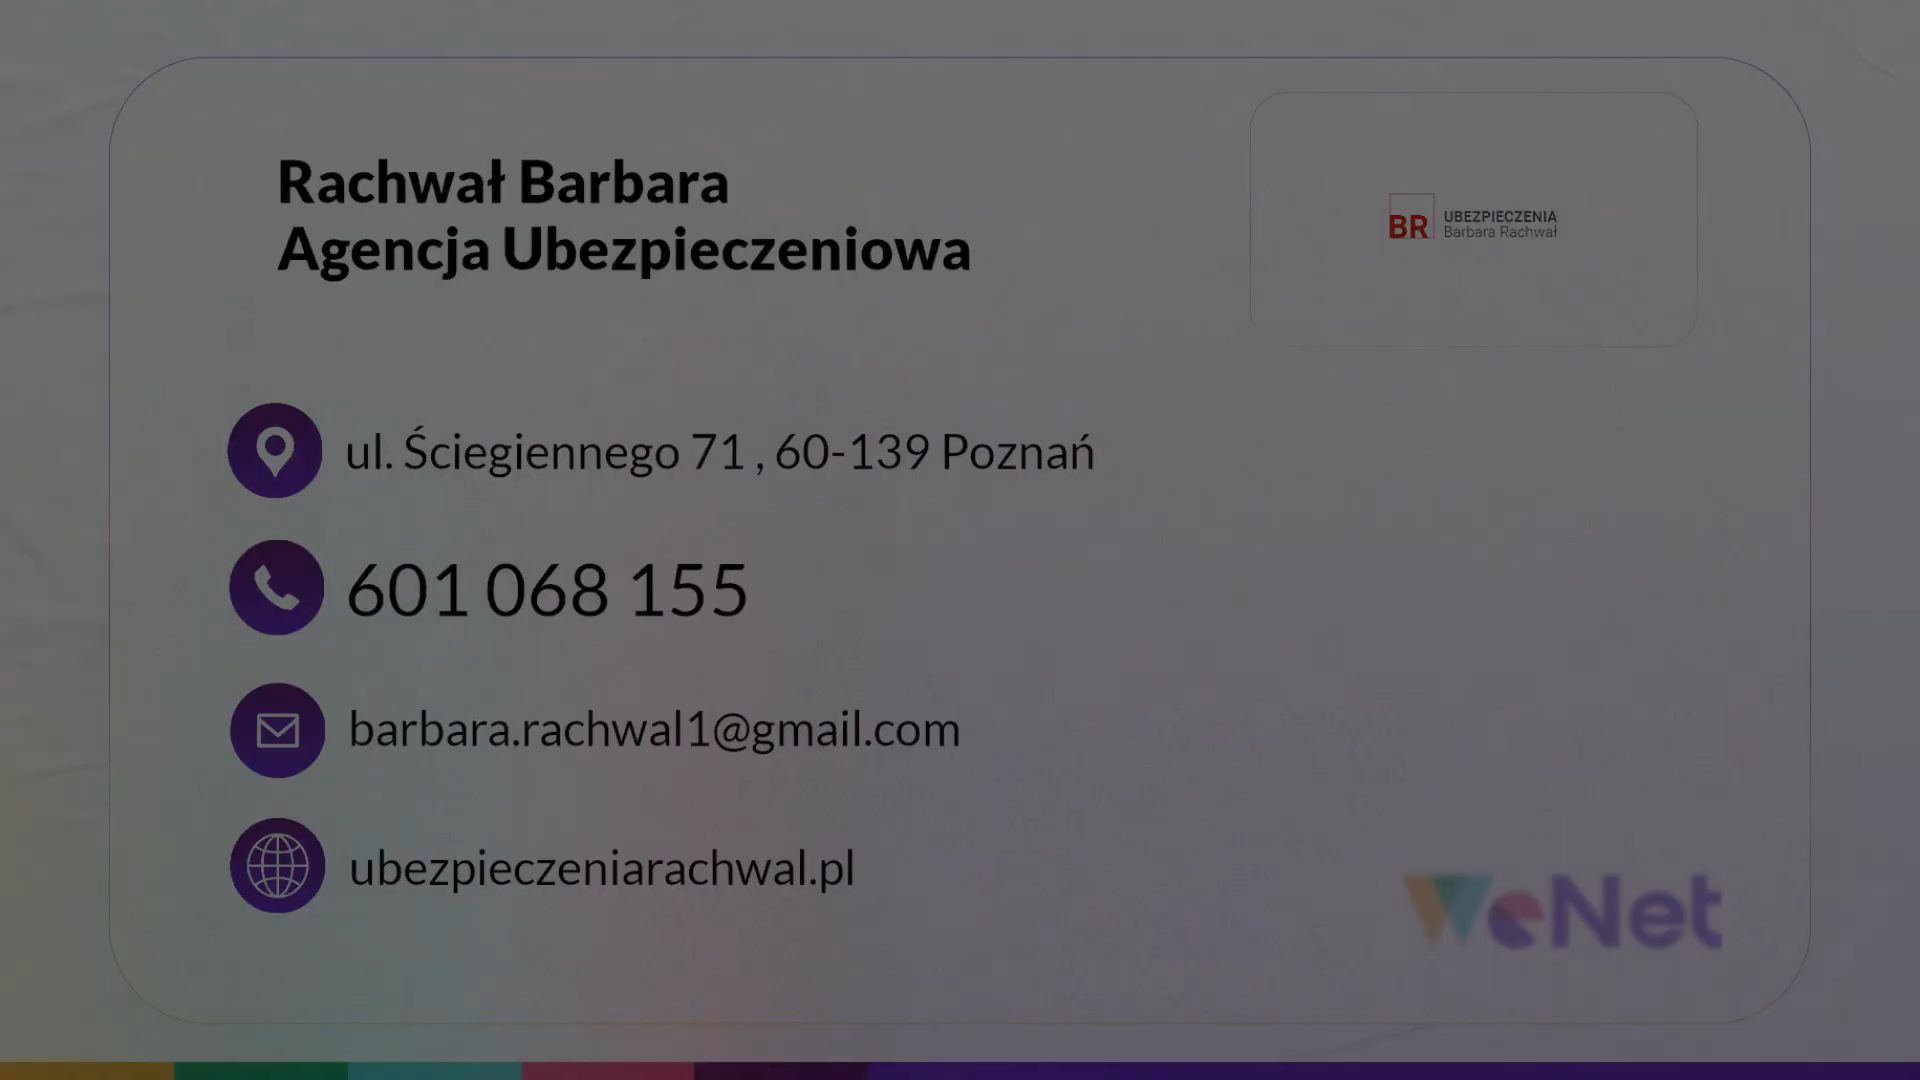 Rachwał Barbara
Agencja Ubezpieczeniowa
BR UBEZPIECZENIA
Barbara Rachwał
ul. Ściegiennego 71 , 60-139 Poznań
601 068 155
barbara.rachwal1@gmail.com
ubezpieczeniarachwal.pl
WeNet